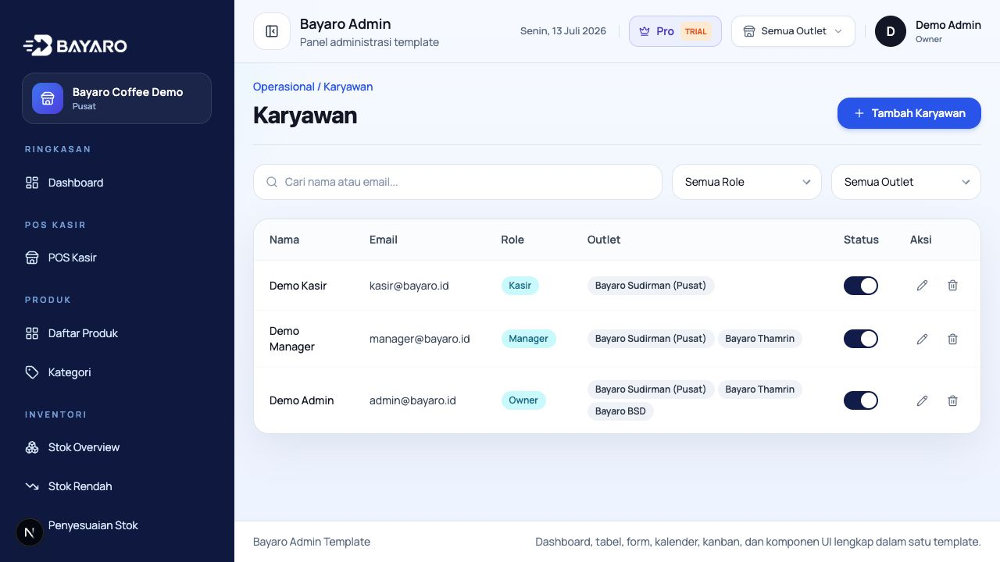 BAYARO
Bayaro Coffee Demo
Pusat
RINGKASAN
Dashboard
POS KASIR
POS Kasir
PRODUK
Daftar Produk
Kategori
INVENTORI
Stok Overview
Stok Rendah
Penyesuaian Stok
N
Bayaro Admin
Panel administrasi template
Senin, 13 Juli 2026
Pro TRIAL
Semua Outlet
D
Demo Admin
Owner
Operasional / Karyawan
Karyawan
Tambah Karyawan
Cari nama atau email...
Semua Role
Semua Outlet
Nama Email Role Outlet Status Aksi
Demo Kasir kasir@bayaro.id Kasir Bayaro Sudirman (Pusat)
Demo
Manager manager@bayaro.id Manager Bayaro Sudirman (Pusat) Bayaro Thamrin
Demo Admin admin@bayaro.id Owner Bayaro Sudirman (Pusat) Bayaro Thamrin
Bayaro BSD
Bayaro Admin Template
Dashboard, tabel, form, kalender, kanban, dan komponen UI lengkap dalam satu template.